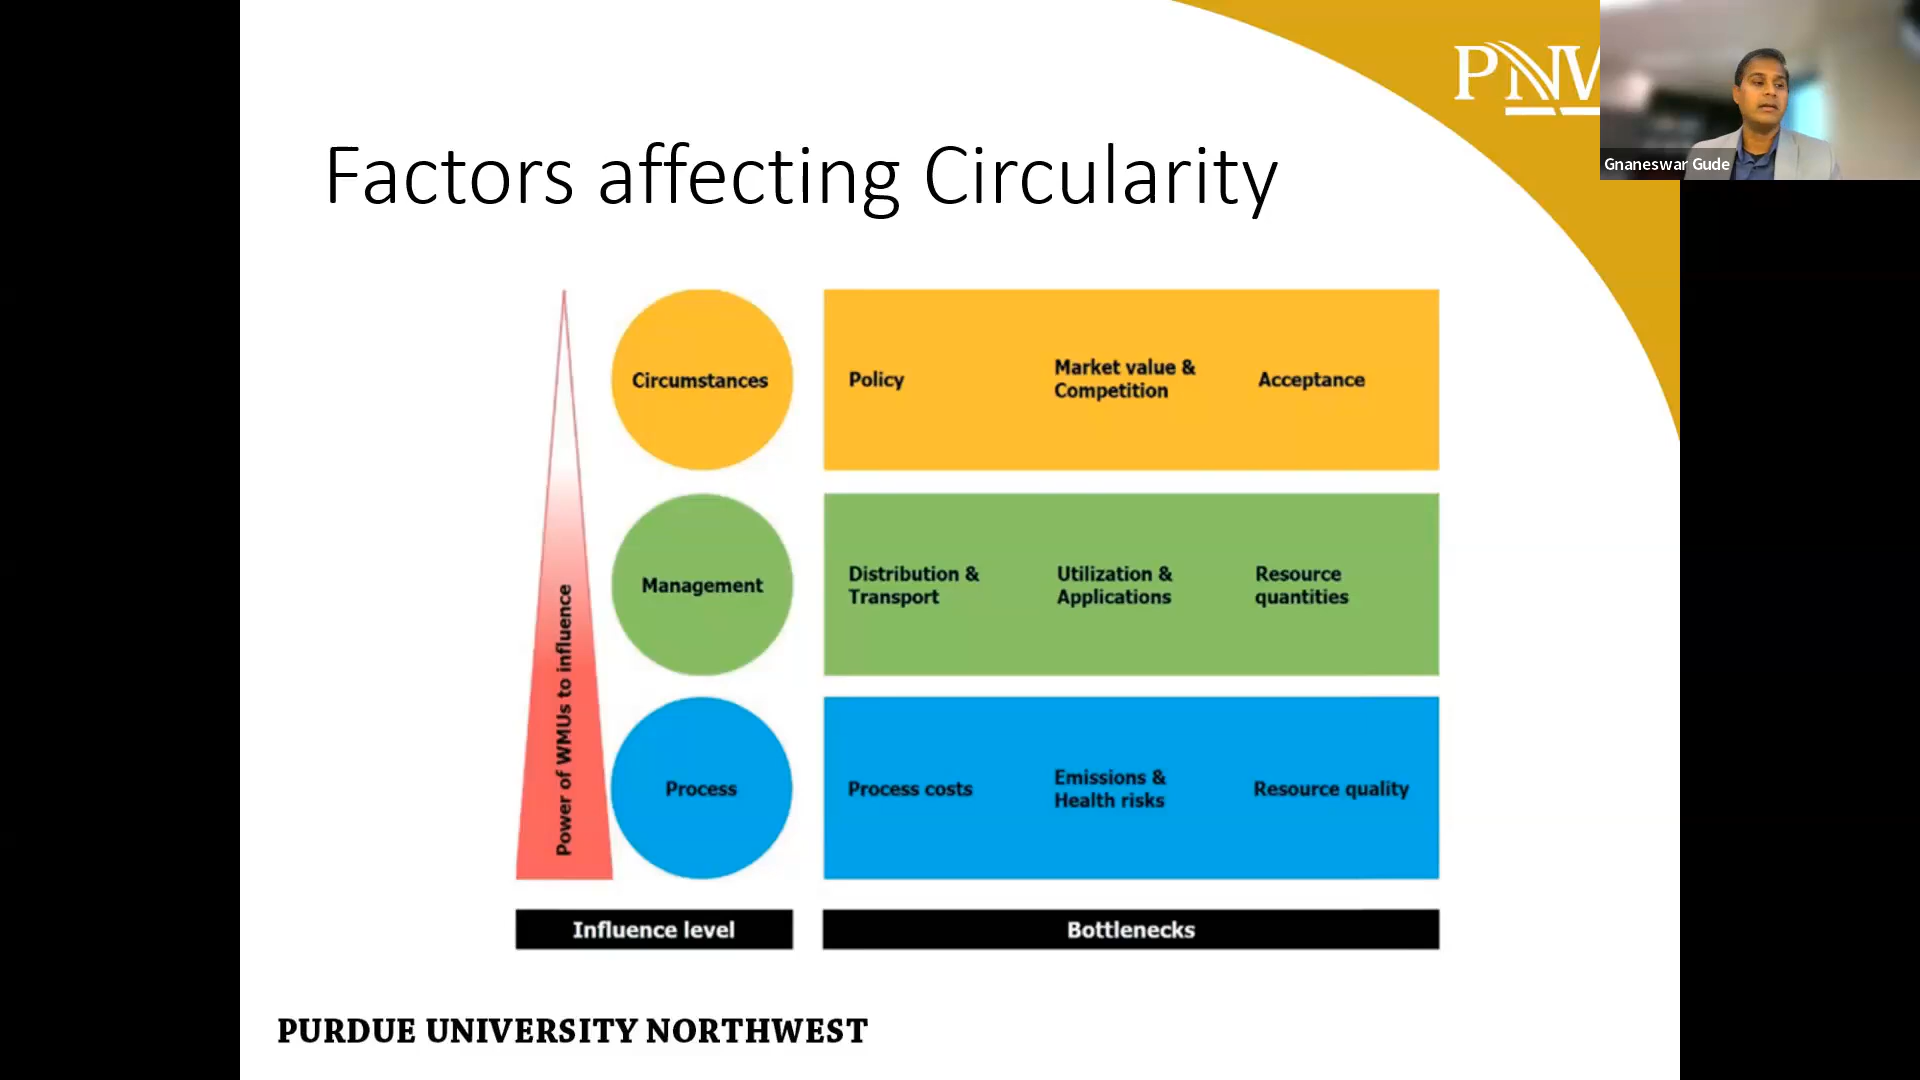 PNW
Gnaneswar Gude
Factors affecting Circularity
Circumstances
Policy
Market value &
Competition
Acceptance
Management
Distribution &
Transport
Utilization &
Applications
Resource
quantities
Power of WMUs to influence
Process
Process costs
Emissions &
Health risks
Resource quality
Influence level
Bottlenecks
PURDUE UNIVERSITY NORTHWEST